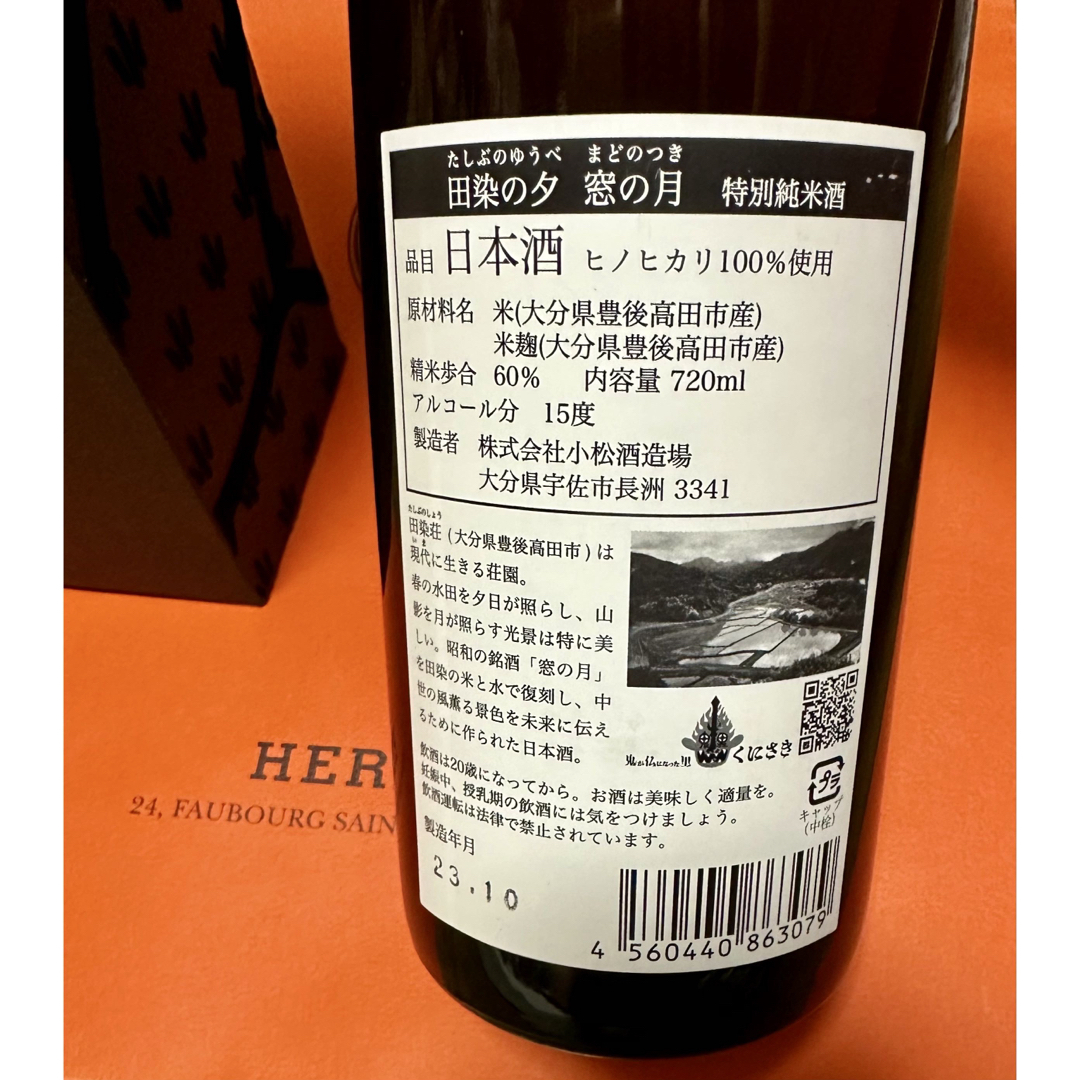 たしぶのゆうべ まどのつき
田染の夕 窓の月 特別純米酒
品目 日本酒 ヒノヒカリ100%使用
原材料名 米(大分県豊後高田市産)
米麹(大分県豊後高田市産)
精米歩合 60% 内容量 720ml
アルコール分 15度
製造者 株式会社小松酒造場
大分県宇佐市長洲 3341
たしぶのしょう
田染荘(大分県豊後高田市)は
いま
現代に生きる荘園。
春の水田を夕日が照らし、山
影を月が照らす光景は特に美
しい。昭和の銘酒「窓の月」
を田染の米と水で復刻し、中
世の風薫る景色を未来に伝え
るために作られた日本酒。
鬼が仏になった里 くにさき
飲酒は20歳になってから。お酒は美味しく適量を。
妊娠中、授乳期の飲酒には気をつけましょう。
飲酒運転は法律で禁止されています。
プラ
キャップ
(中栓)
製造年月
23.10
4 560440 863079
HER
24, FAUBOURG SAIN